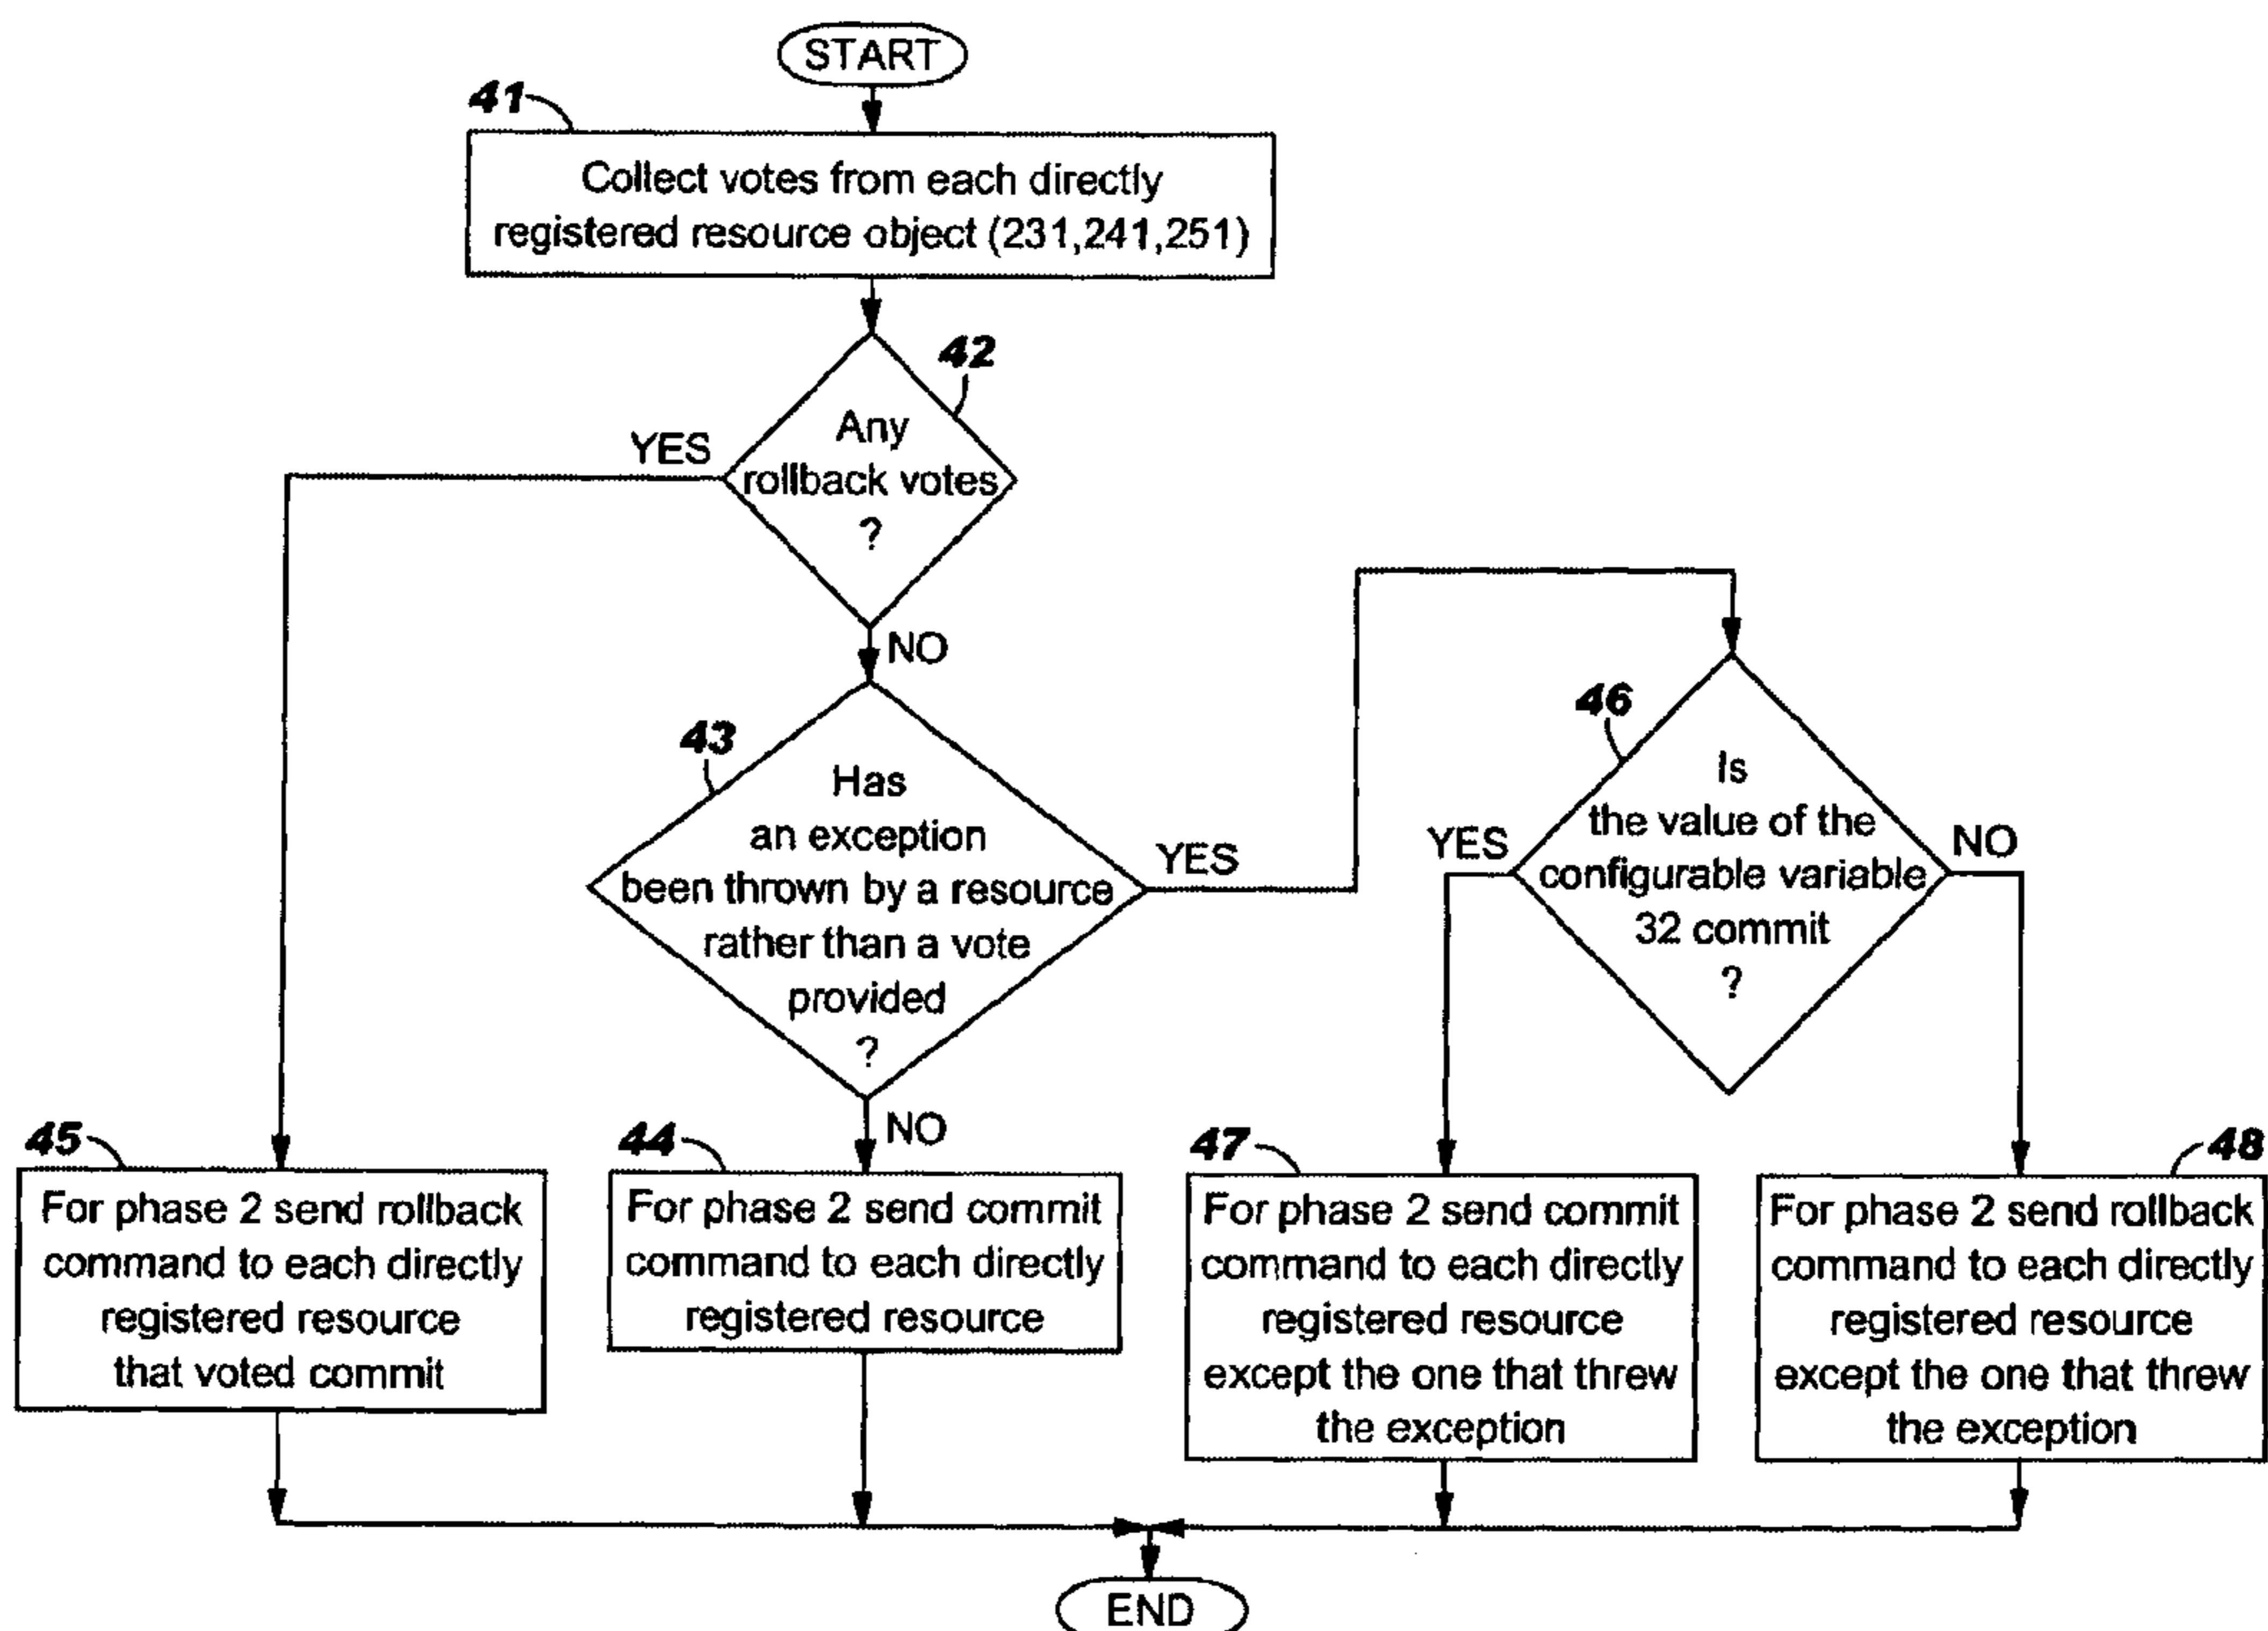 START
41
Collect votes from each directly
registered resource object (231,241,251)
42
Any
rollback votes
?
YES
NO
43
Has
an exception
been thrown by a resource
rather than a vote
provided
?
YES
NO
46
Is
the value of the
configurable variable
32 commit
?
YES
NO
45
For phase 2 send rollback
command to each directly
registered resource
that voted commit
44
For phase 2 send commit
command to each directly
registered resource
47
For phase 2 send commit
command to each directly
registered resource
except the one that threw
the exception
48
For phase 2 send rollback
command to each directly
registered resource
except the one that threw
the exception
END